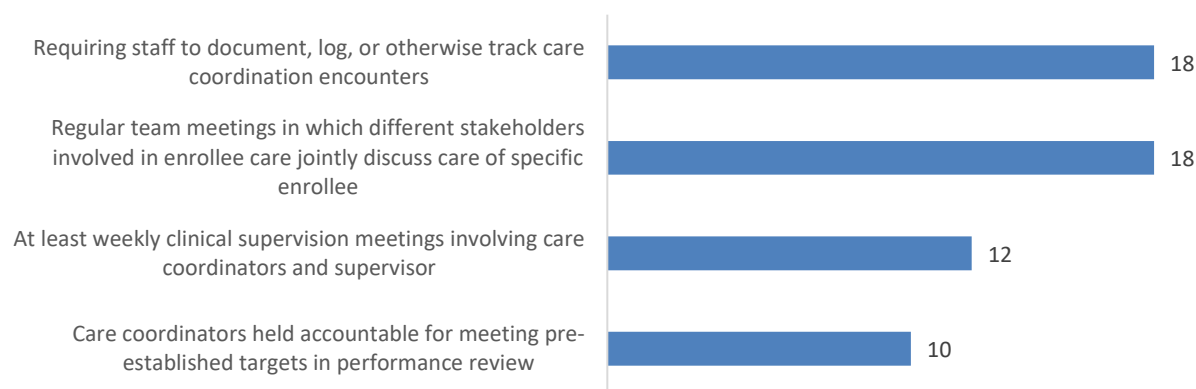 Requiring staff to document, log, or otherwise track care
coordination encounters
18
Regular team meetings in which different stakeholders
involved in enrollee care jointly discuss care of specific
enrollee
18
At least weekly clinical supervision meetings involving care
coordinators and supervisor
12
Care coordinators held accountable for meeting pre-
established targets in performance review
10